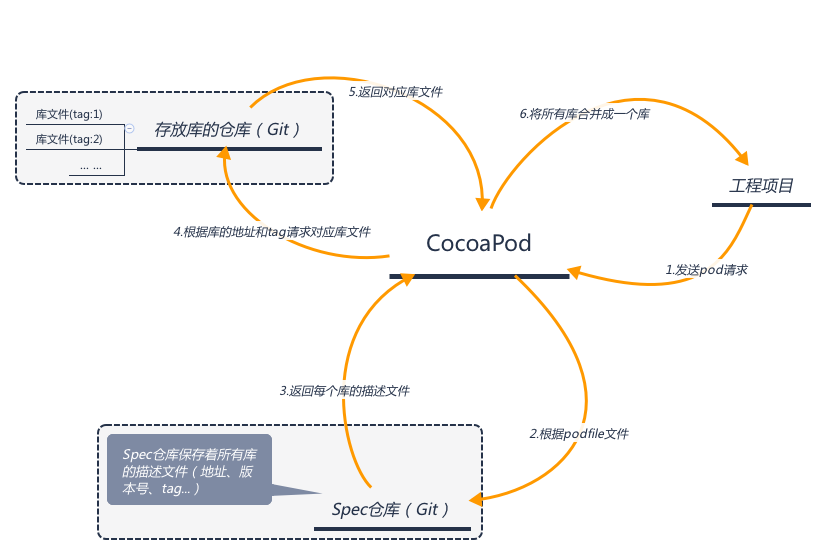 5.返回对应库文件
6.将所有库合并成一个库
库文件(tag:1)
存放库的仓库（Git）
库文件(tag:2)
... ...
工程项目
4.根据库的地址和tag请求对应库文件
CocoaPod
1.发送pod请求
3.返回每个库的描述文件
2.根据podfile文件
Spec仓库保存着所有库
的描述文件（地址、版
本号、tag...）
Spec仓库（Git）